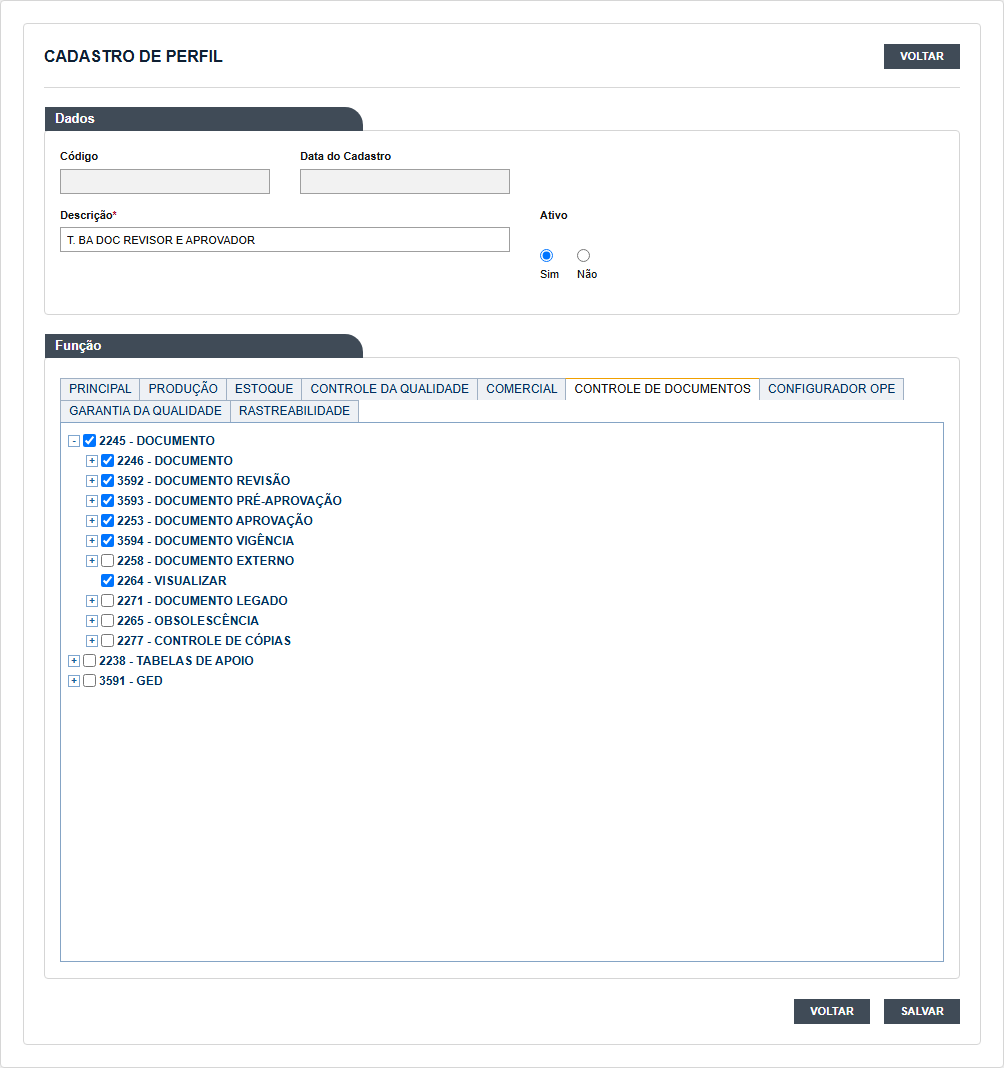 CADASTRO DE PERFIL
VOLTAR
Dados
Código
Data do Cadastro
Descrição*
Ativo
T. BA DOC REVISOR E APROVADOR
Sim
Não
Função
PRINCIPAL
PRODUÇÃO
ESTOQUE
CONTROLE DA QUALIDADE
COMERCIAL
CONTROLE DE DOCUMENTOS
CONFIGURADOR OPE
GARANTIA DA QUALIDADE
RASTREABILIDADE
2245 - DOCUMENTO
2246 - DOCUMENTO
3592 - DOCUMENTO REVISÃO
3593 - DOCUMENTO PRÉ-APROVAÇÃO
2253 - DOCUMENTO APROVAÇÃO
3594 - DOCUMENTO VIGÊNCIA
2258 - DOCUMENTO EXTERNO
2264 - VISUALIZAR
2271 - DOCUMENTO LEGADO
2265 - OBSOLESCÊNCIA
2277 - CONTROLE DE CÓPIAS
2238 - TABELAS DE APOIO
3591 - GED
VOLTAR
SALVAR